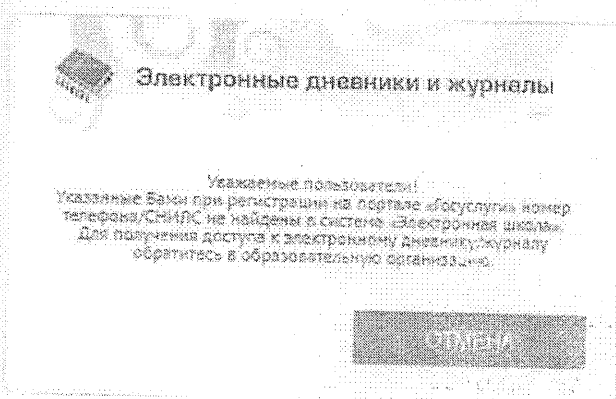 Электронные дневники и журналы
Уважаемые пользователи!
Указанные Вами при регистрации на портале «Госуслуги» номер
телефона/СНИЛС не найдены в системе «Электронная школа».
Для получения доступа к электронному дневнику/журналу
обратитесь в образовательную организацию.
ОТМЕНА